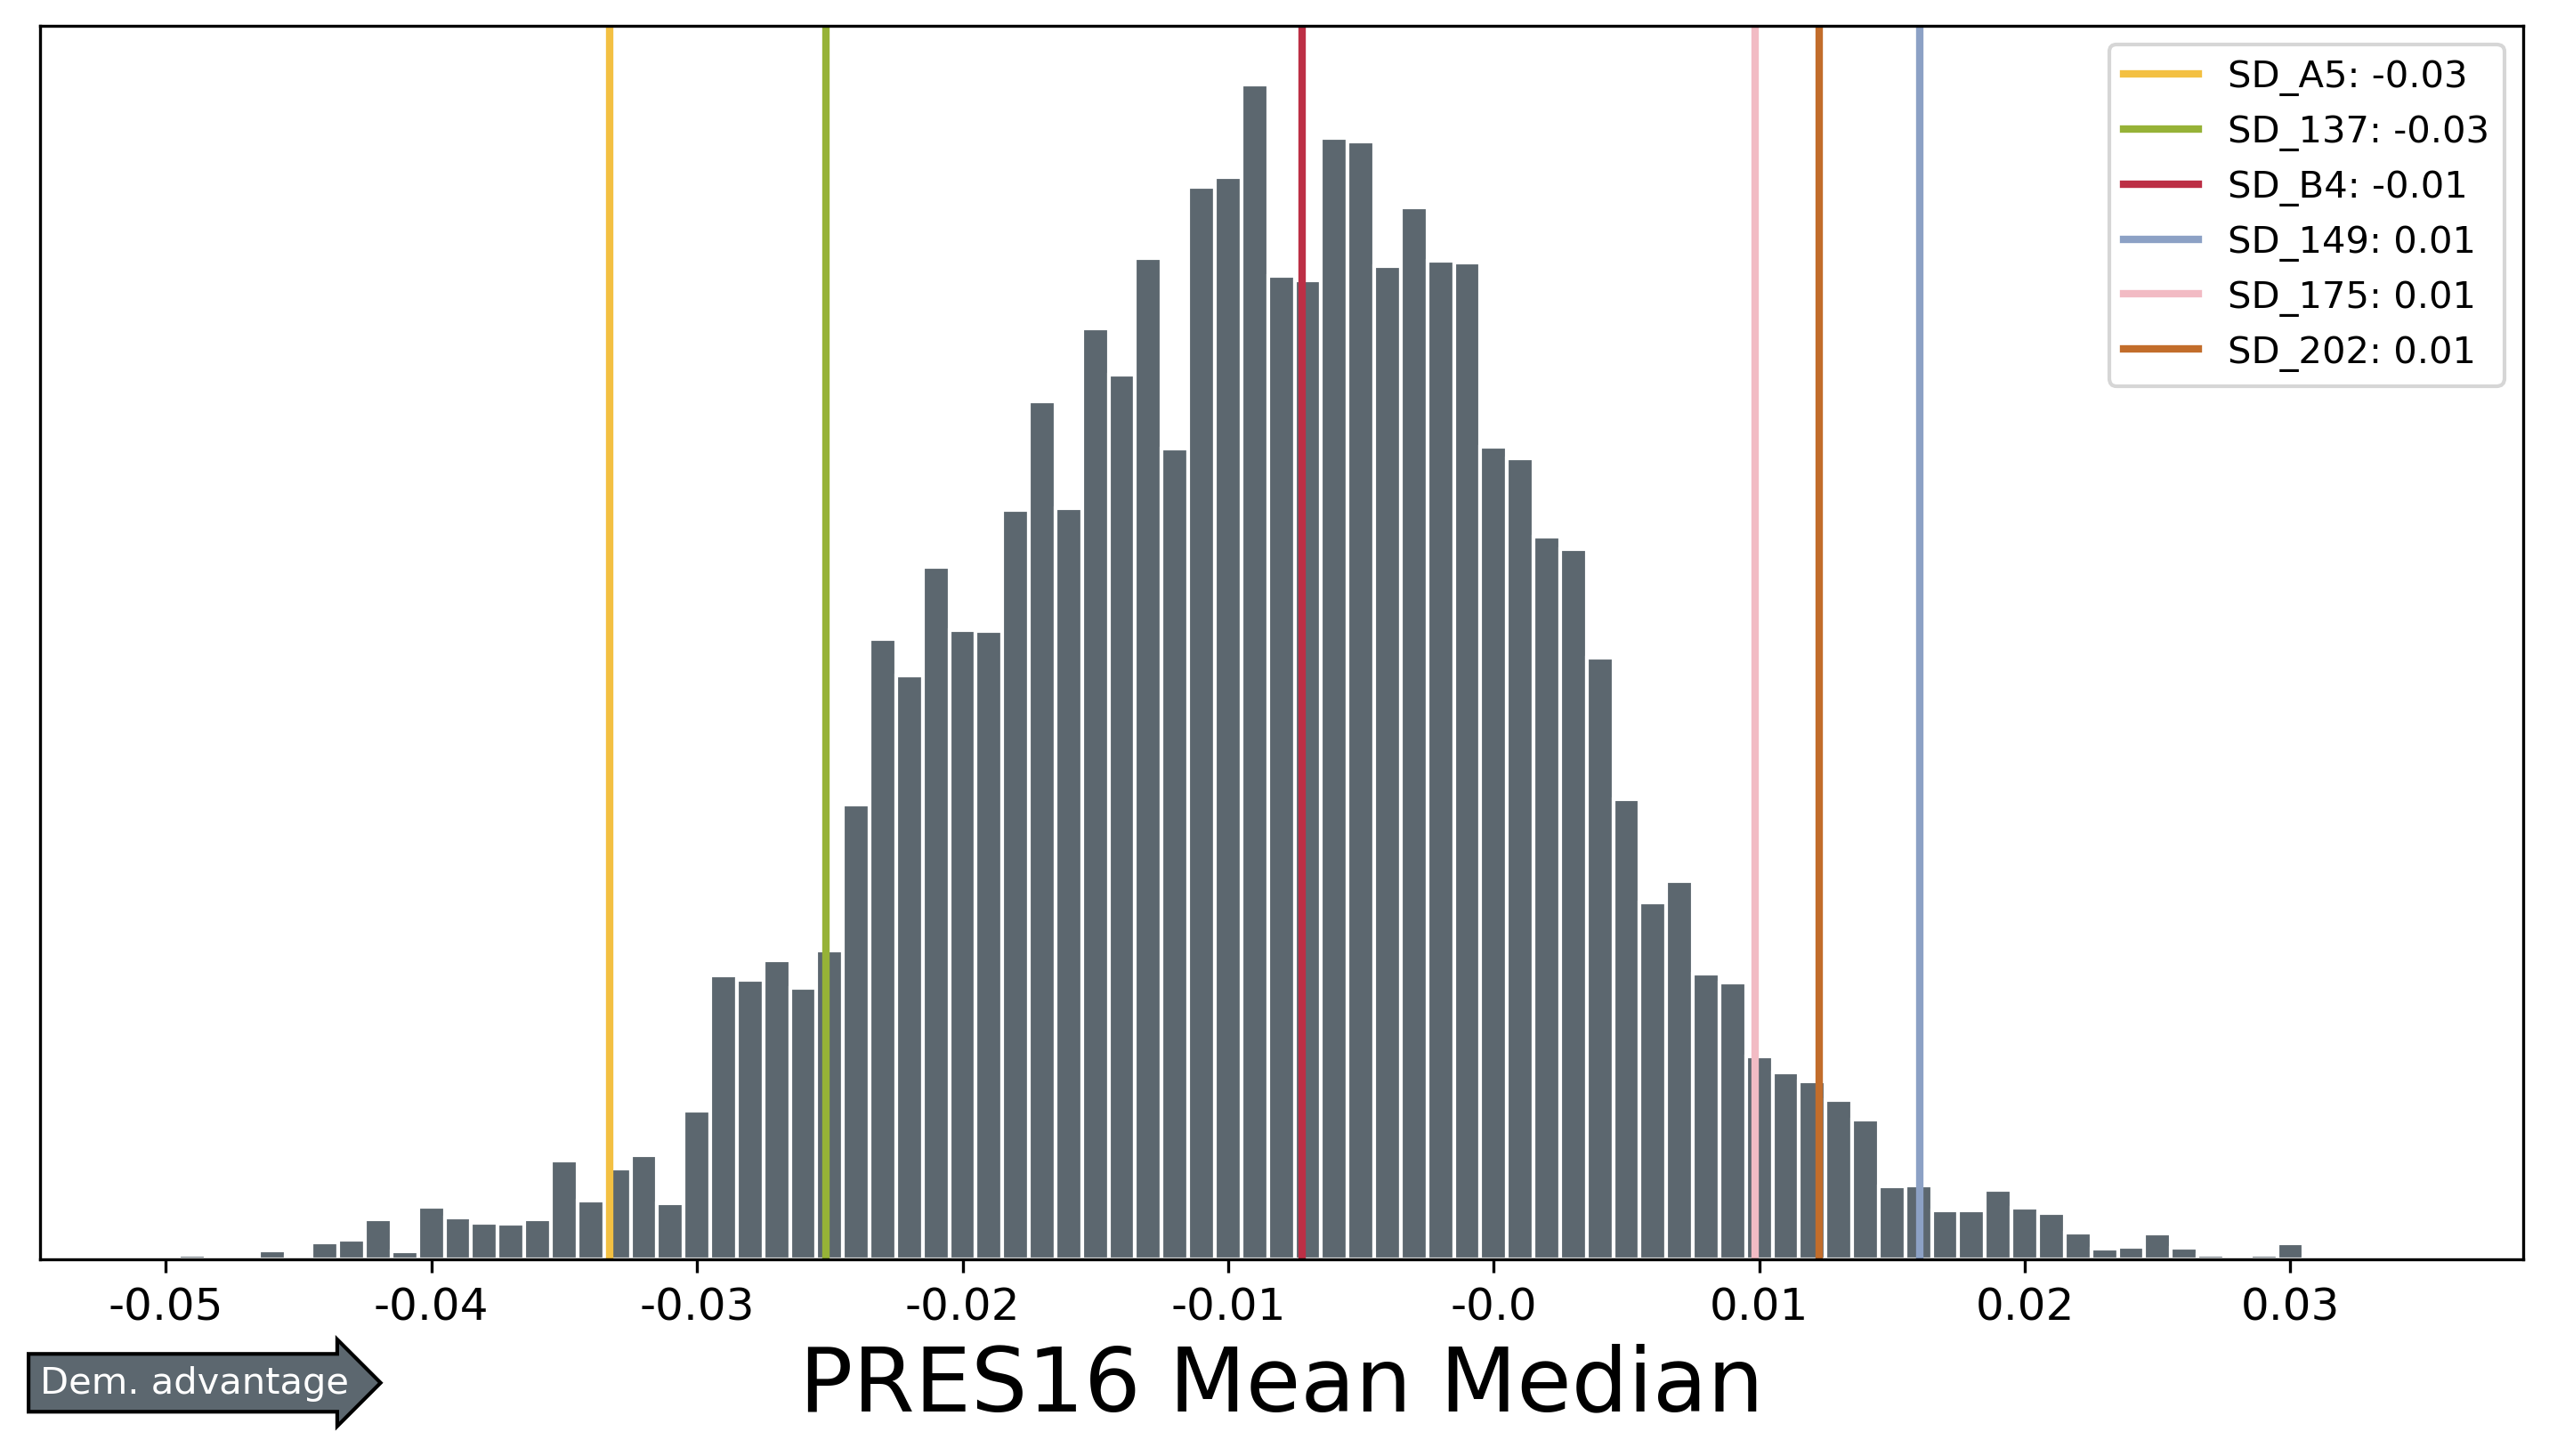 SD_A5: -0.03
SD_137: -0.03
SD_B4: -0.01
SD_149: 0.01
SD_175: 0.01
SD_202: 0.01
-0.05 -0.04 -0.03 -0.02 -0.01 -0.0 0.01 0.02 0.03
Dem. advantage
PRES16 Mean Median